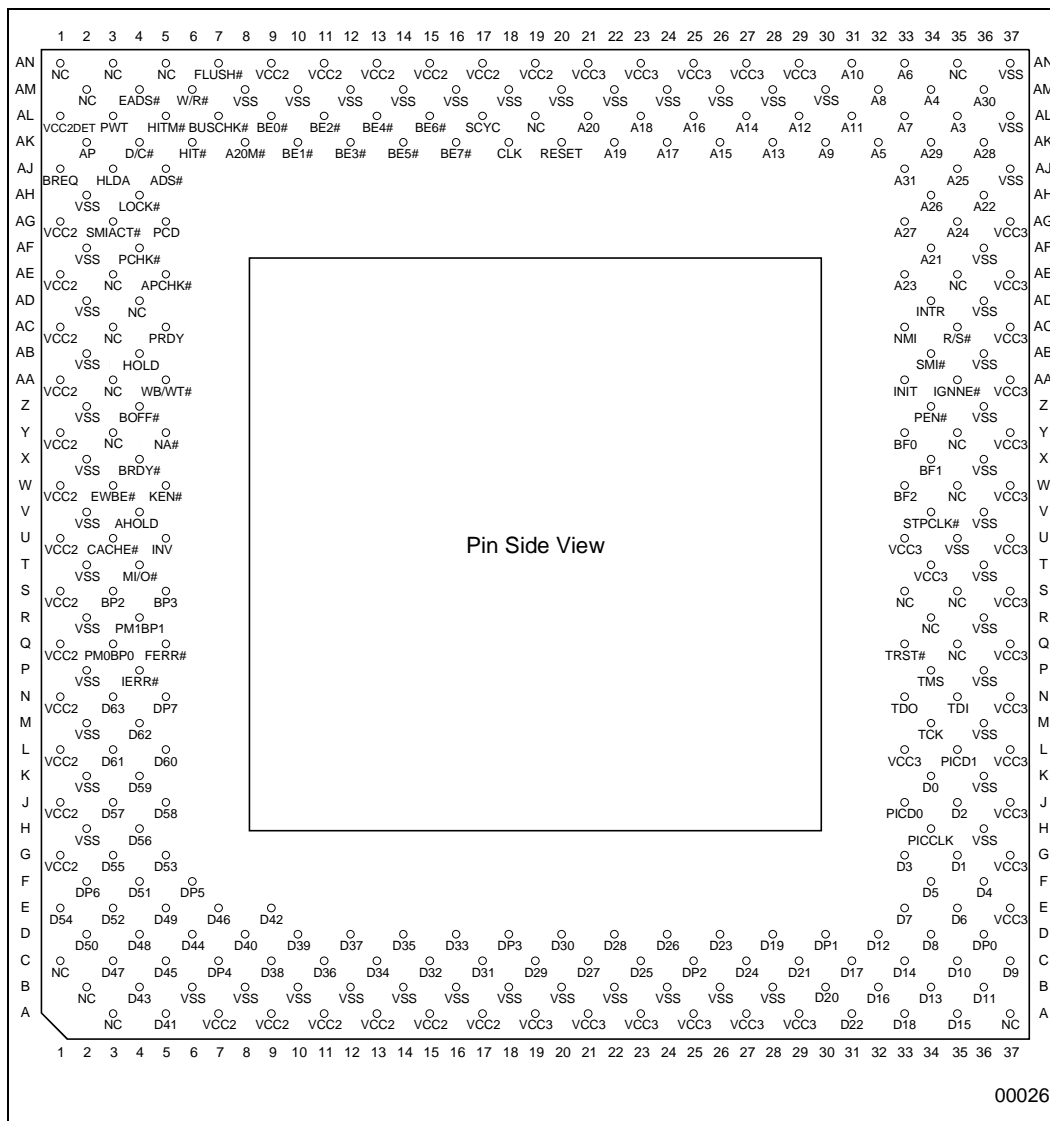 1 2 3 4 5 6 7 8 9 10 11 12 13 14 15 16 17 18 19 20 21 22 23 24 25 26 27 28 29 30 31 32 33 34 35 36 37
AN AN
NC NC NC FLUSH# VCC2 VCC2 VCC2 VCC2 VCC2 VCC2 VCC3 VCC3 VCC3 VCC3 VCC3 A10 A6 NC VSS
AM AM
NC EADS# W/R# VSS VSS VSS VSS VSS VSS VSS VSS VSS VSS VSS VSS A8 A4 A30
AL AL
VCC2DET PWT HITM# BUSCHK# BE0# BE2# BE4# BE6# SCYC NC A20 A18 A16 A14 A12 A11 A7 A3 VSS
AK AK
AP D/C# HIT# A20M# BE1# BE3# BE5# BE7# CLK RESET A19 A17 A15 A13 A9 A5 A29 A28
AJ AJ
BREQ HLDA ADS# A31 A25 VSS
AH AH
VSS LOCK# A26 A22
AG AG
VCC2 SMIACT# PCD A27 A24 VCC3
AF AF
VSS PCHK# A21 VSS
AE AE
VCC2 NC APCHK# A23 NC VCC3
AD AD
VSS NC INTR VSS
AC AC
VCC2 NC PRDY NMI R/S# VCC3
AB AB
VSS HOLD SMI# VSS
AA AA
VCC2 NC WB/WT# INIT IGNNE# VCC3
Z Z
VSS BOFF# PEN# VSS
Y Y
VCC2 NC NA# BF0 NC VCC3
X X
VSS BRDY# BF1 VSS
W W
VCC2 EWBE# KEN# BF2 NC VCC3
V V
VSS AHOLD STPCLK# VSS
U U
VCC2 CACHE# INV Pin Side View VCC3 VSS VCC3
T T
VSS MI/O# VCC3 VSS
S S
VCC2 BP2 BP3 NC NC VCC3
R R
VSS PM1BP1 NC VSS
Q Q
VCC2 PM0BP0 FERR# TRST# NC VCC3
P P
VSS IERR# TMS VSS
N N
VCC2 D63 DP7 TDO TDI VCC3
M M
VSS D62 TCK VSS
L L
VCC2 D61 D60 VCC3 PICD1 VCC3
K K
VSS D59 D0 VSS
J J
VCC2 D57 D58 PICD0 D2 VCC3
H H
VSS D56 PICCLK VSS
G G
VCC2 D55 D53 D3 D1 VCC3
F F
DP6 D51 DP5 D5 D4
E E
D54 D52 D49 D46 D42 D7 D6 VCC3
D D
D50 D48 D44 D40 D39 D37 D35 D33 DP3 D30 D28 D26 D23 D19 DP1 D12 D8 DP0
C C
NC D47 D45 DP4 D38 D36 D34 D32 D31 D29 D27 D25 DP2 D24 D21 D17 D14 D10 D9
B B
NC D43 VSS VSS VSS VSS VSS VSS VSS VSS VSS VSS VSS VSS D20 D16 D13 D11
A A
NC D41 VCC2 VCC2 VCC2 VCC2 VCC2 VCC2 VCC3 VCC3 VCC3 VCC3 VCC3 D22 D18 D15 NC
1 2 3 4 5 6 7 8 9 10 11 12 13 14 15 16 17 18 19 20 21 22 23 24 25 26 27 28 29 30 31 32 33 34 35 36 37
00026